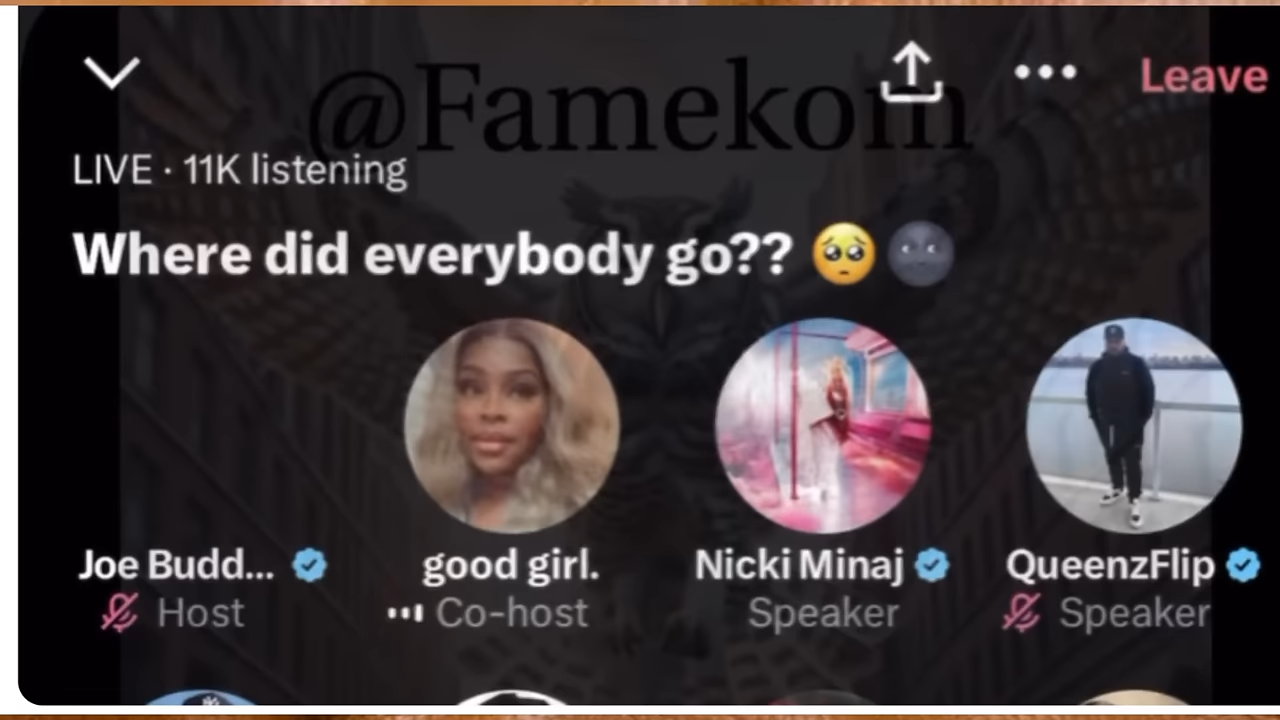 @Famekom
Leave
LIVE · 11K listening
Where did everybody go?? 🥺🌚
Joe Budd... good girl. Nicki Minaj QueenzFlip
Host Co-host Speaker Speaker